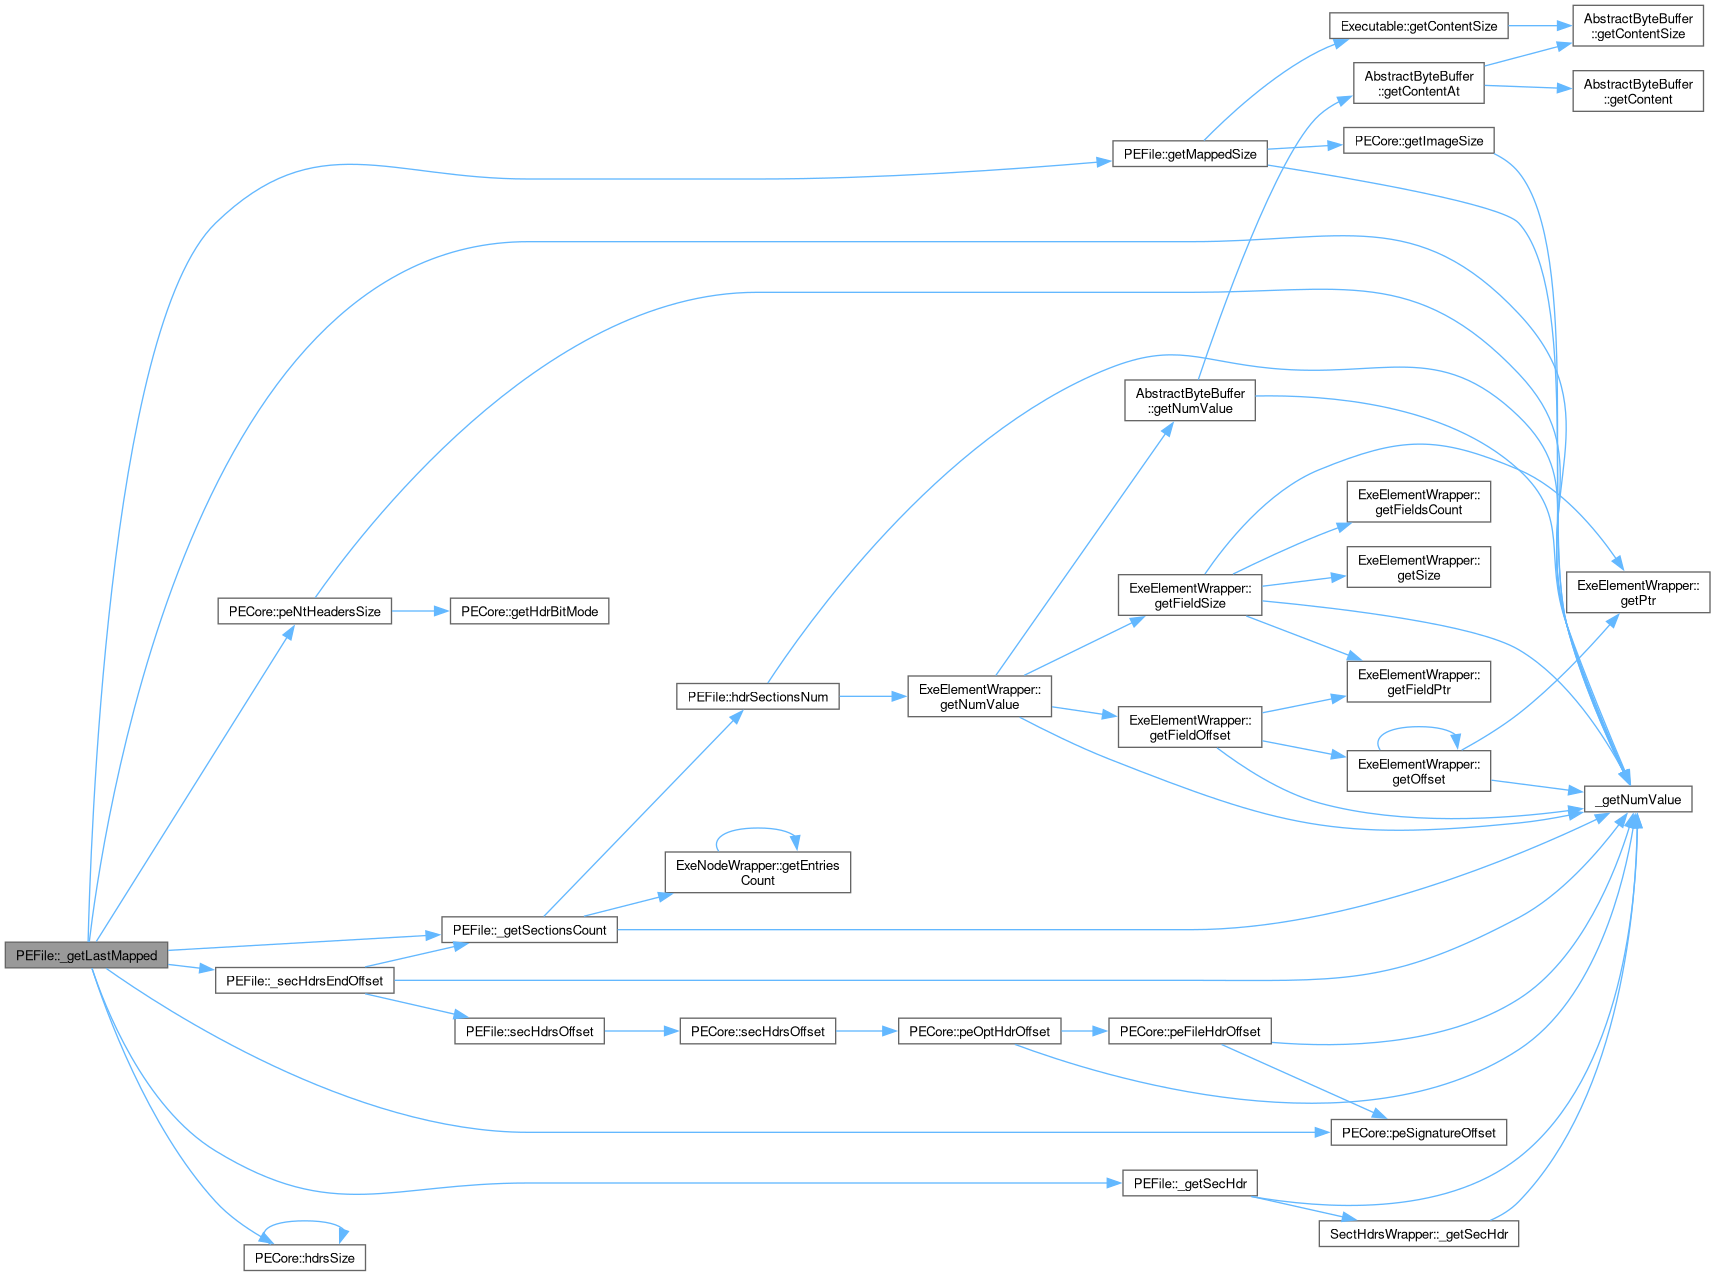 Executable::getContentSize
AbstractByteBuffer
::getContentSize
AbstractByteBuffer
::getContentAt
AbstractByteBuffer
::getContent
PEFile::getMappedSize
PECore::getImageSize
AbstractByteBuffer
::getNumValue
ExeElementWrapper::
getFieldsCount
ExeElementWrapper::
getSize
ExeElementWrapper::
getFieldSize
ExeElementWrapper::
getPtr
PECore::peNtHeadersSize
PECore::getHdrBitMode
PEFile::hdrSectionsNum
ExeElementWrapper::
getNumValue
ExeElementWrapper::
getFieldPtr
ExeElementWrapper::
getFieldOffset
ExeElementWrapper::
getOffset
_getNumValue
ExeNodeWrapper::getEntries
Count
PEFile::_getSectionsCount
PEFile::_getLastMapped
PEFile::_secHdrsEndOffset
PEFile::secHdrsOffset
PECore::secHdrsOffset
PECore::peOptHdrOffset
PECore::peFileHdrOffset
PECore::peSignatureOffset
PEFile::_getSecHdr
SectHdrsWrapper::_getSecHdr
PECore::hdrsSize